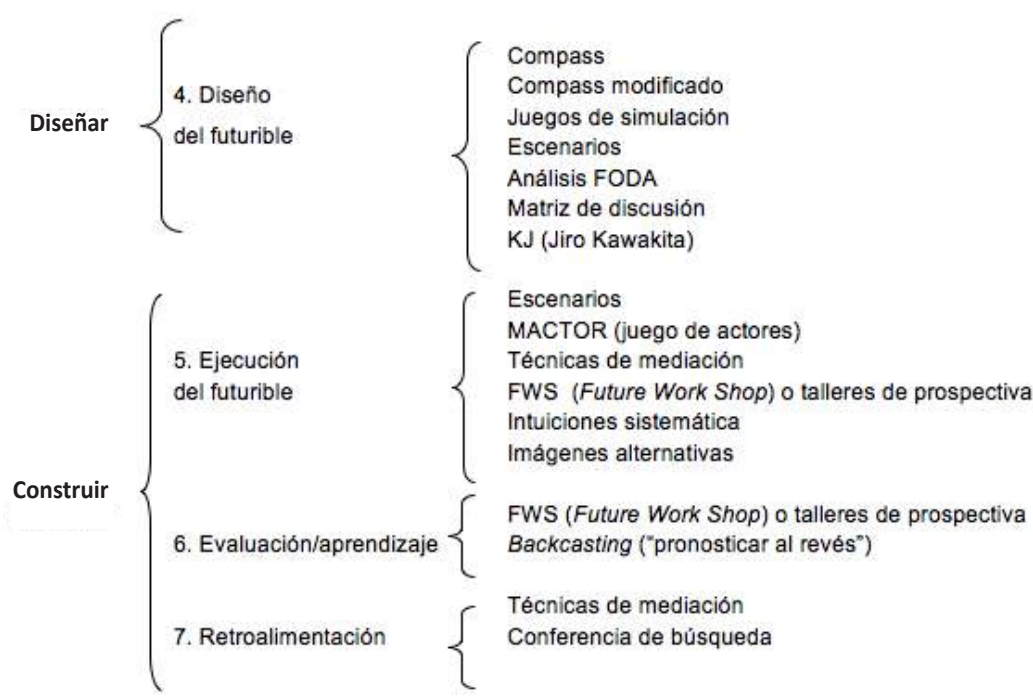 Diseñar
4. Diseño
del futurible
Compass
Compass modificado
Juegos de simulación
Escenarios
Análisis FODA
Matriz de discusión
KJ (Jiro Kawakita)
Construir
5. Ejecución
del futurible
Escenarios
MACTOR (juego de actores)
Técnicas de mediación
FWS (Future Work Shop) o talleres de prospectiva
Intuiciones sistemática
Imágenes alternativas
6. Evaluación/aprendizaje
FWS (Future Work Shop) o talleres de prospectiva
Backcasting (“pronosticar al revés”)
7. Retroalimentación
Técnicas de mediación
Conferencia de búsqueda